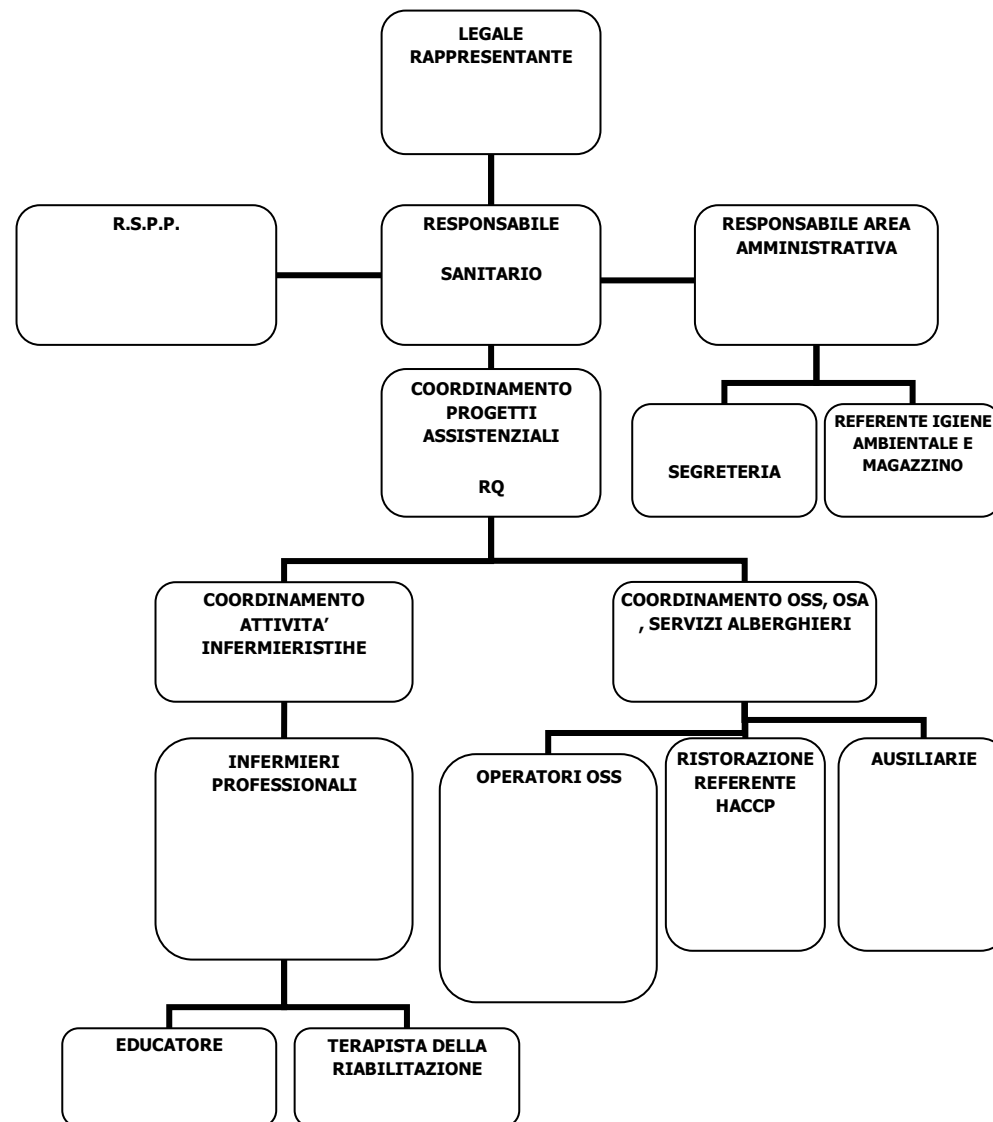 LEGALE
RAPPRESENTANTE
R.S.P.P.
RESPONSABILE
SANITARIO
RESPONSABILE AREA
AMMINISTRATIVA
COORDINAMENTO
PROGETTI
ASSISTENZIALI
RQ
SEGRETERIA
REFERENTE IGIENE
AMBIENTALE E
MAGAZZINO
COORDINAMENTO
ATTIVITA’
INFERMIERISTIHE
COORDINAMENTO OSS, OSA
, SERVIZI ALBERGHIERI
INFERMIERI
PROFESSIONALI
OPERATORI OSS
RISTORAZIONE
REFERENTE
HACCP
AUSILIARIE
EDUCATORE
TERAPISTA DELLA
RIABILITAZIONE